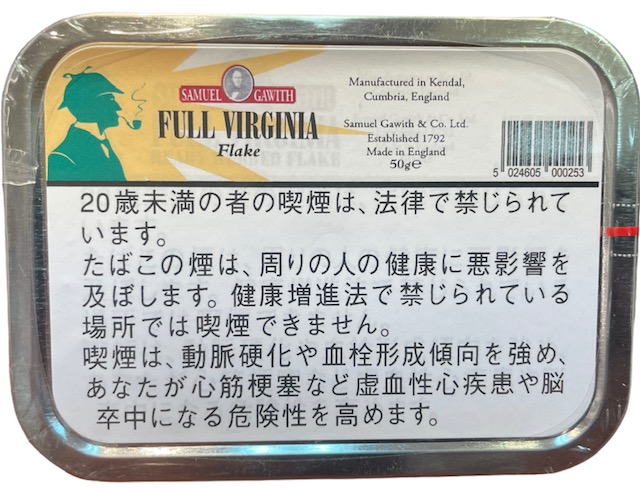 SAMUEL GAWITH
FULL VIRGINIA
Flake
Manufactured in Kendal,
Cumbria, England
Samuel Gawith & Co. Ltd.
Established 1792
Made in England
50g℮
5 024605 000253
20歳未満の者の喫煙は、法律で禁じられて
います。
たばこの煙は、周りの人の健康に悪影響を
及ぼします。健康増進法で禁じられている
場所では喫煙できません。
喫煙は、動脈硬化や血栓形成傾向を強め、
あなたが心筋梗塞など虚血性心疾患や脳
卒中になる危険性を高めます。